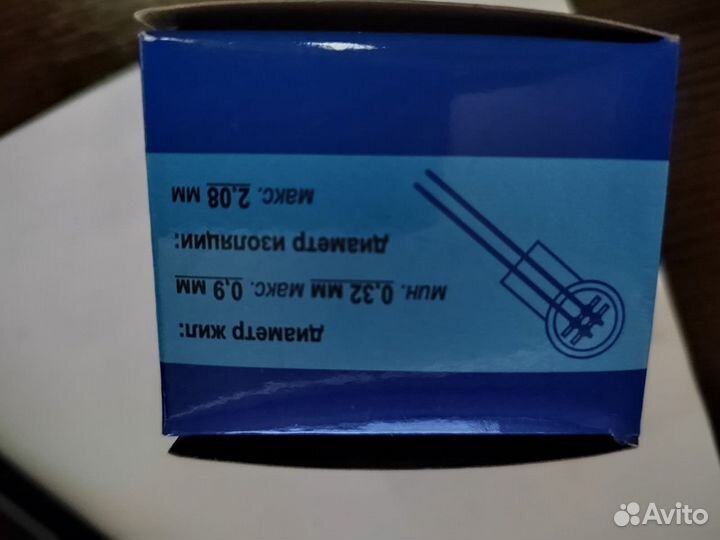 диаметр жил:
мин. 0,32 мм макс. 0,9 мм
диаметр изоляции:
макс. 2,08 мм
Avito